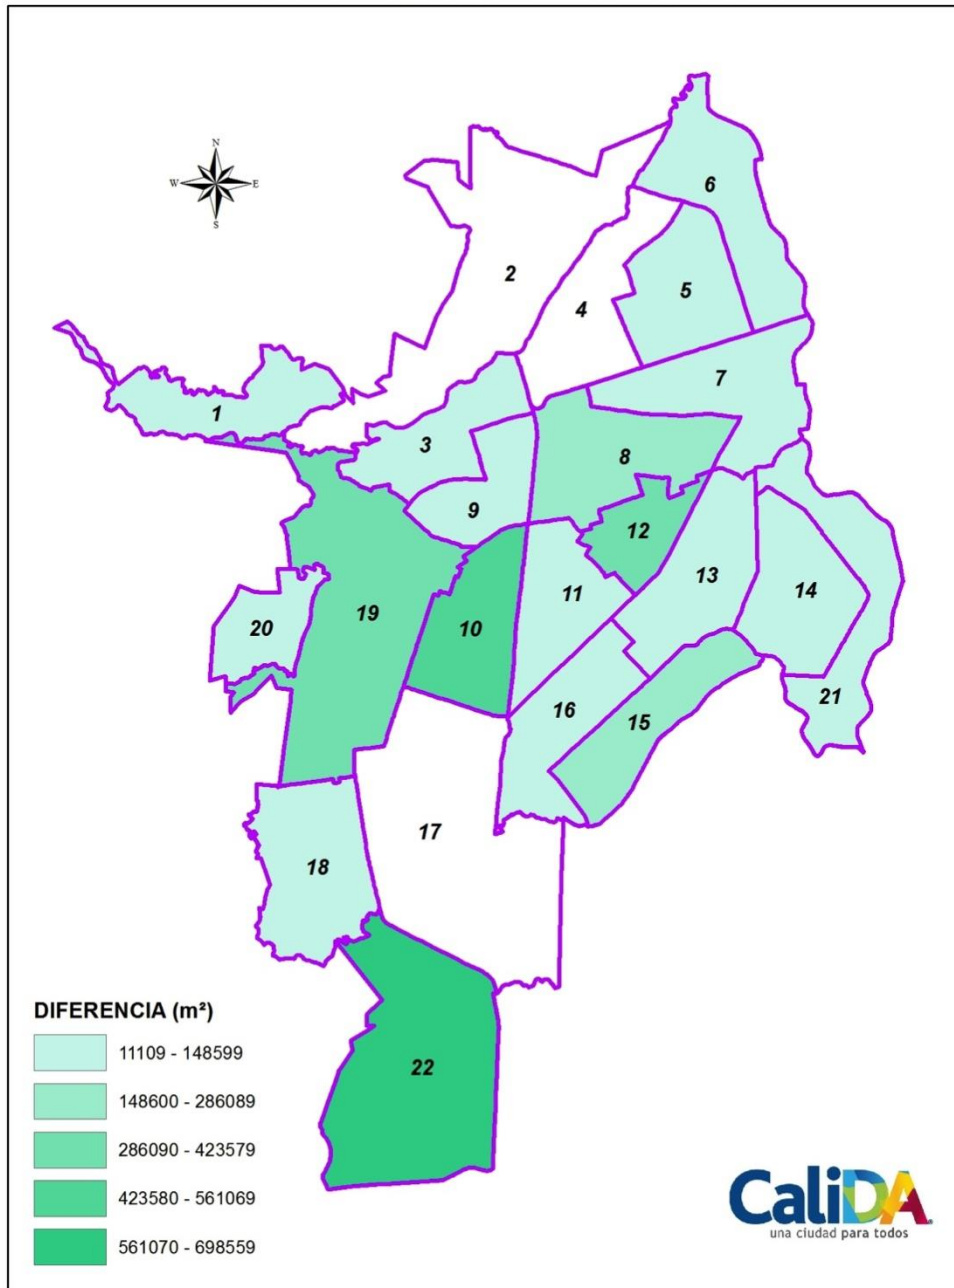 N
W E
S
6
2
5
4
7
1
3
8
9
12
13
14
11
10
19
20
21
16
15
17
18
22
DIFERENCIA (m²)
11109 - 148599
148600 - 286089
286090 - 423579
423580 - 561069
561070 - 698559
CaliDA
una ciudad para todos